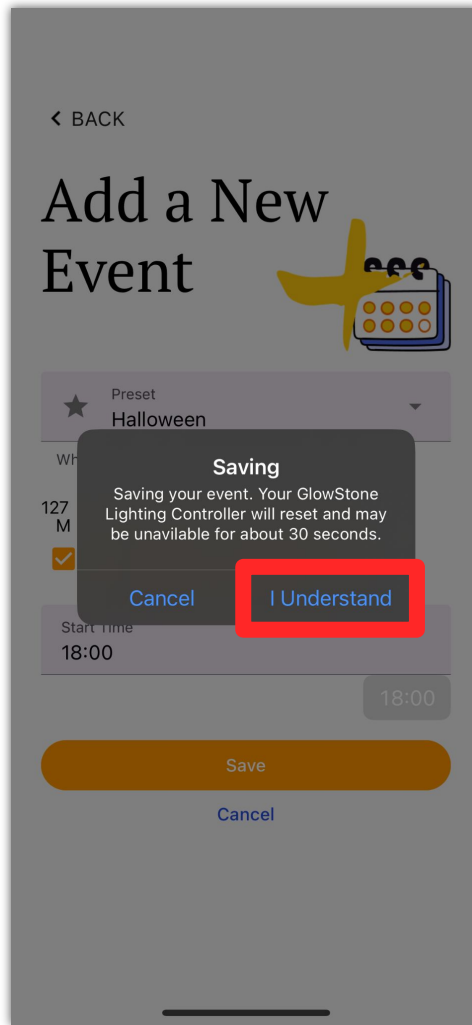 BACK
Add a New
Event
Preset
Halloween
Wh
127
M
Saving
Saving your event. Your GlowStone
Lighting Controller will reset and may
be unavilable for about 30 seconds.
Cancel
I Understand
Start Time
18:00
18:00
Save
Cancel